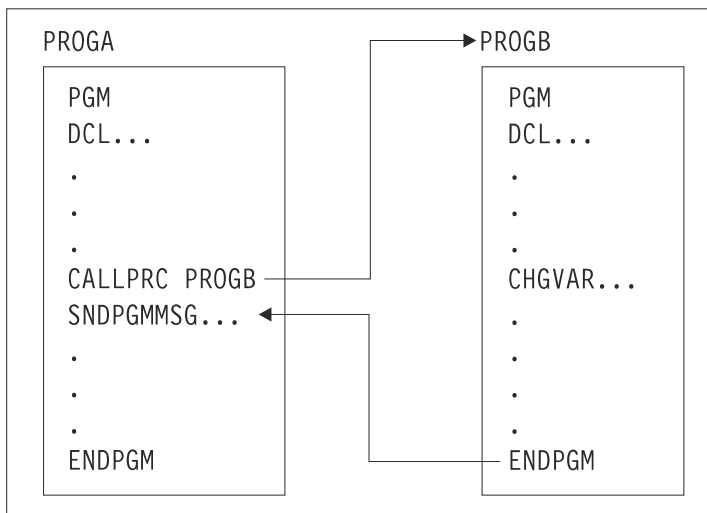 PROGA
PGM
DCL...
.
.
.
CALLPRC PROGB
SNDPGMMSG...
.
.
.
ENDPGM
PROGB
PGM
DCL...
.
.
.
CHGVAR...
.
.
.
.
ENDPGM